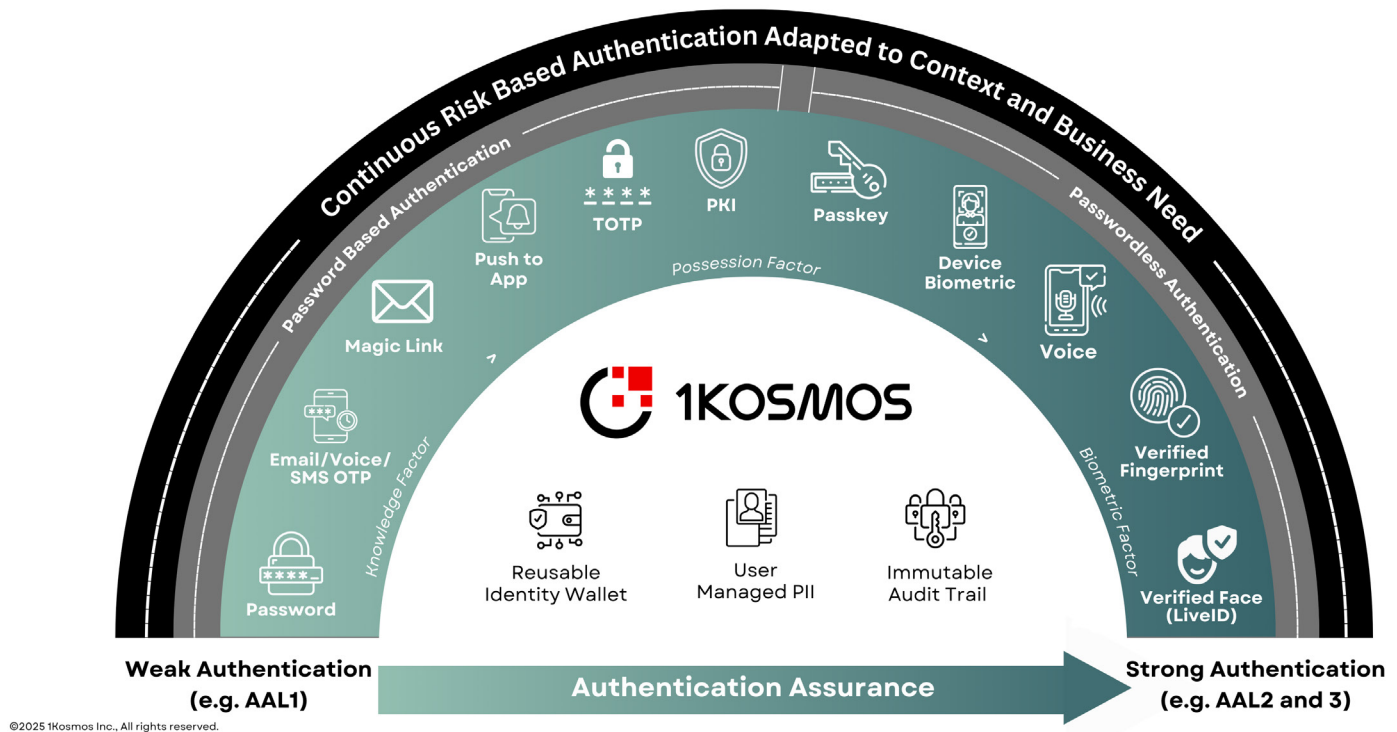 Continuous Risk Based Authentication Adapted to Context and Business Need
Password Based Authentication
Passwordless Authentication
Password
Email/Voice/
SMS OTP
Magic Link
Push to
App
* * * *
TOTP
PKI
Passkey
Device
Biometric
Voice
Verified
Fingerprint
Verified Face
(LiveID)
Knowledge Factor
>
Possession Factor
>
Biometric Factor
1KOSMOS
Reusable
Identity Wallet
User
Managed PII
Immutable
Audit Trail
Weak Authentication
(e.g. AAL1)
Authentication Assurance
Strong Authentication
(e.g. AAL2 and 3)
©2025 1Kosmos Inc., All rights reserved.